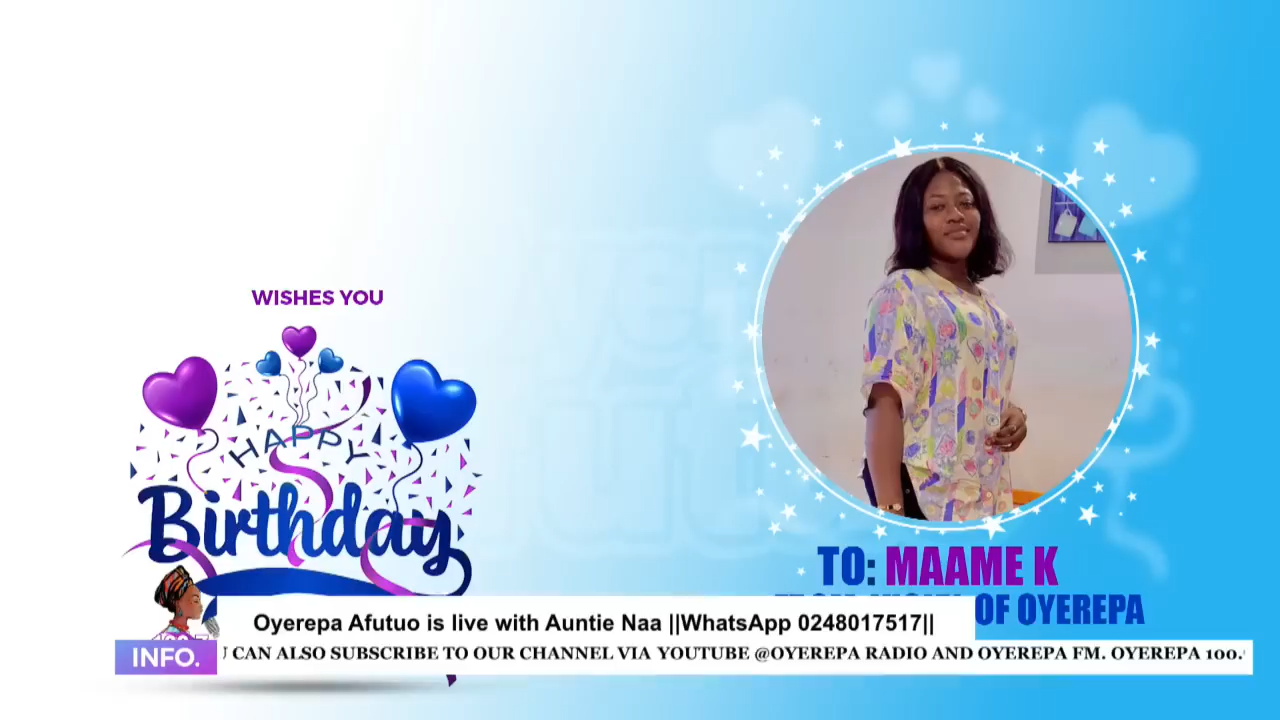 WISHES YOU
HAPPY
Birthday
TO: MAAME K
OF OYEREPA
Oyerepa Afutuo is live with Auntie Naa ||WhatsApp 0248017517||
INFO.
CAN ALSO SUBSCRIBE TO OUR CHANNEL VIA YOUTUBE @OYEREPA RADIO AND OYEREPA FM. OYEREPA 100.